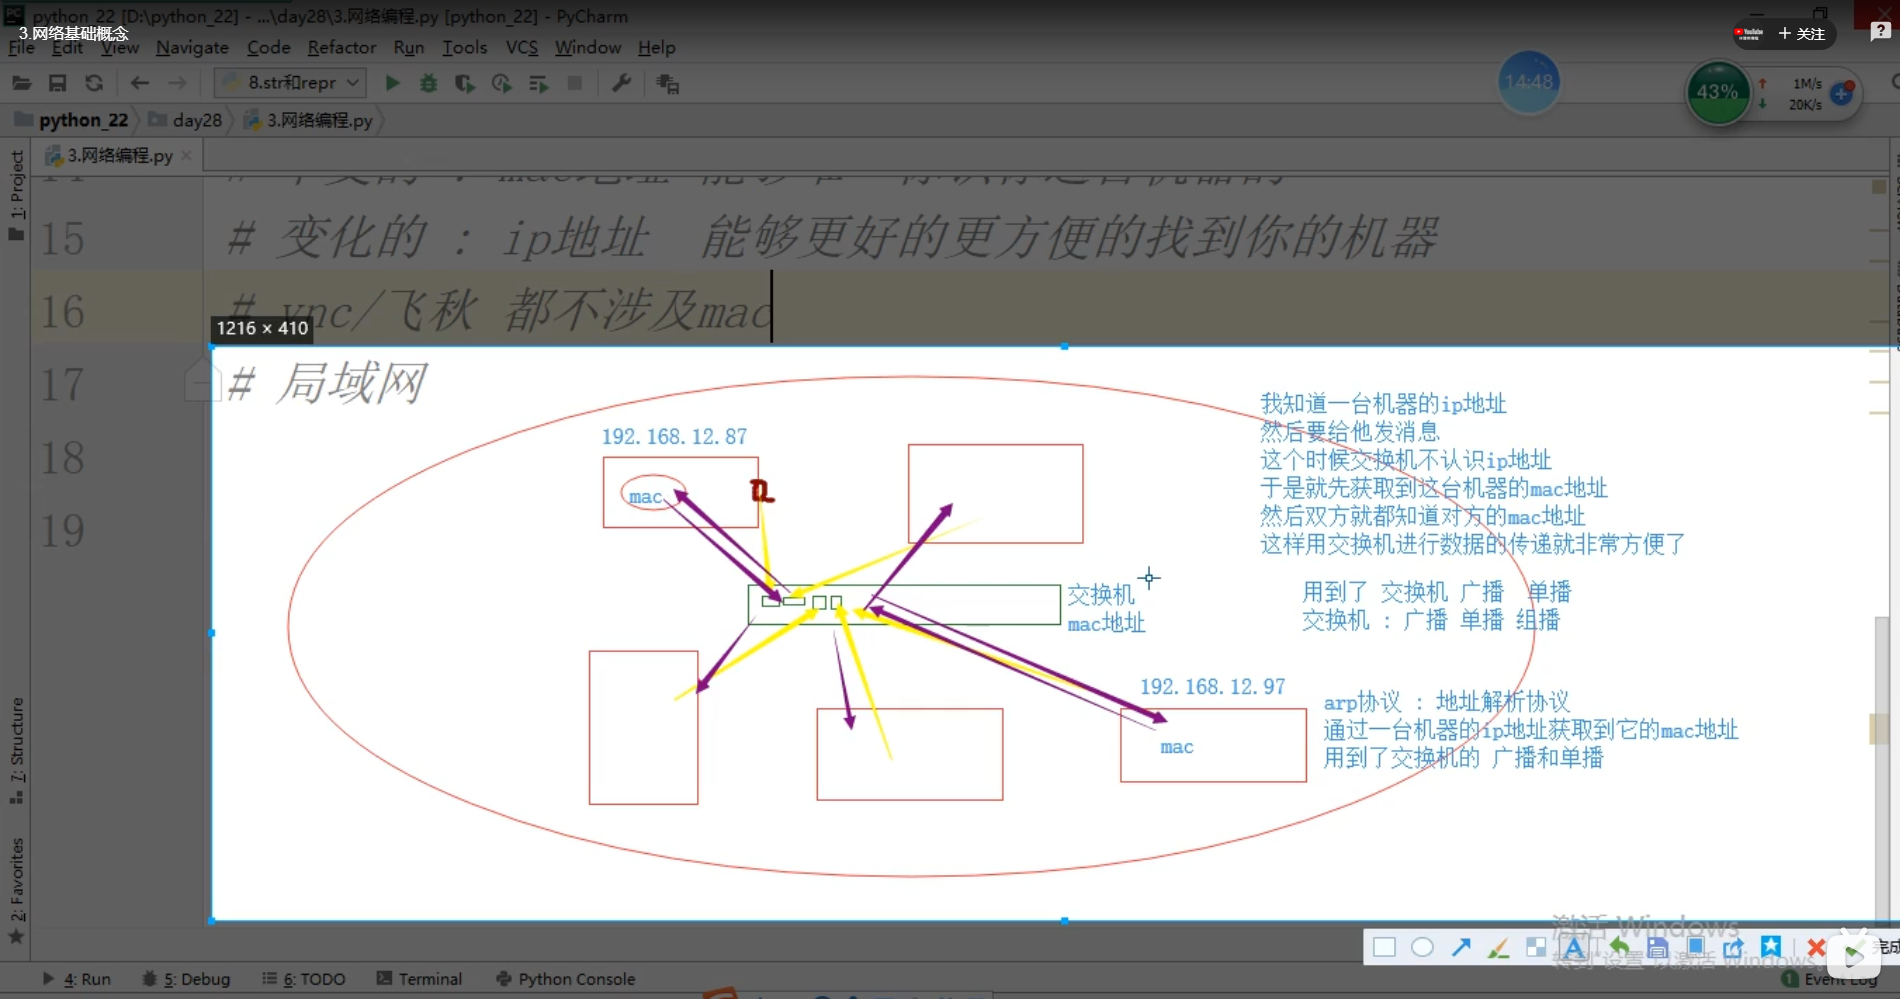 python_22 [D:\python_22] - ...\day28\3.网络编程.py [python_22] - PyCharm
3.网络基础概念
关注
File Edit View Navigate Code Refactor Run Tools VCS Window Help
8.str和repr
14:48
43%
1M/s
20K/s
python_22
day28
3.网络编程.py
3.网络编程.py
1: Project
15
# 变化的 : ip地址 能够更好的更方便的找到你的机器
16
# vnc/飞秋 都不涉及mac
1216 × 410
17
# 局域网
18
19
192.168.12.87
mac
交换机
mac地址
192.168.12.97
mac
我知道一台机器的ip地址
然后要给他发消息
这个时候交换机不认识ip地址
于是就先获取到这台机器的mac地址
然后双方就都知道对方的mac地址
这样用交换机进行数据的传递就非常方便了
用到了 交换机 广播 单播
交换机 : 广播 单播 组播
arp协议 : 地址解析协议
通过一台机器的ip地址获取到它的mac地址
用到了交换机的 广播和单播
7: Structure
2: Favorites
激活 Windows
转到"设置"以激活 Windows
完成
4: Run
5: Debug
6: TODO
Terminal
Python Console
1 Event Log